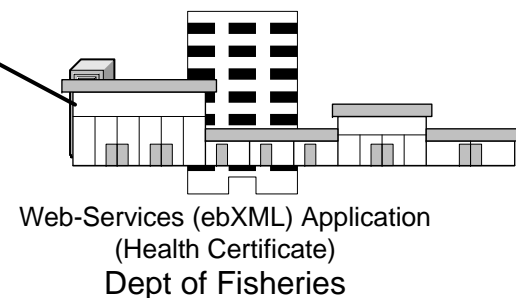 Web-Services (ebXML) Application
(Health Certificate)
Dept of Fisheries